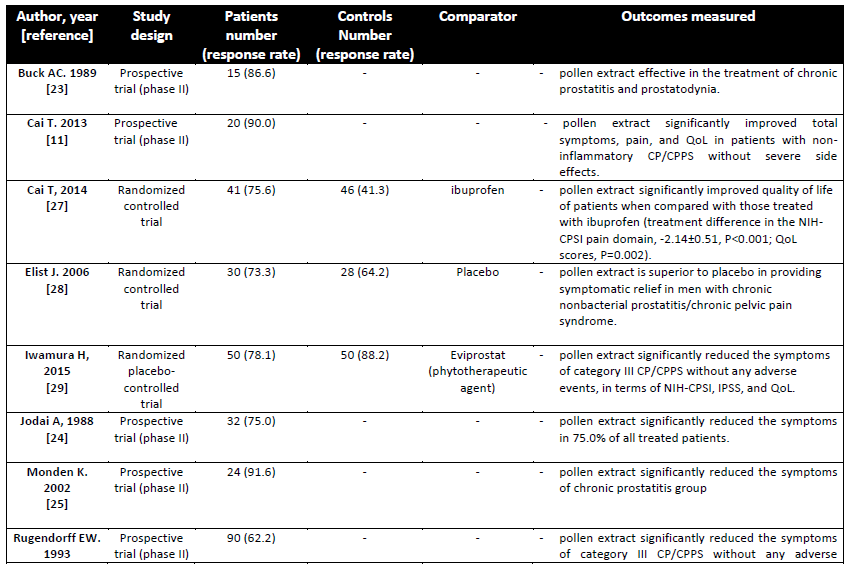 Author, year Study Patients Controls Comparator Outcomes measured
[reference] design number Number
(response rate) (response rate)
Buck AC. 1989 Prospective 15 (86.6) - - - pollen extract effective in the treatment of chronic
[23] trial (phase II) prostatitis and prostatodynia.
Cai T. 2013 Prospective 20 (90.0) - - - pollen extract significantly improved total
[11] trial (phase II) symptoms, pain, and QoL in patients with non-
inflammatory CP/CPPS without severe side
effects.
Cai T, 2014 Randomized 41 (75.6) 46 (41.3) ibuprofen - pollen extract significantly improved quality of life
[27] controlled of patients when compared with those treated
trial with ibuprofen (treatment difference in the NIH-
CPSI pain domain, -2.14±0.51, P<0.001; QoL
scores, P=0.002).
Elist J. 2006 Randomized 30 (73.3) 28 (64.2) Placebo - pollen extract is superior to placebo in providing
[28] controlled symptomatic relief in men with chronic
trial nonbacterial prostatitis/chronic pelvic pain
syndrome.
Iwamura H, Randomized 50 (78.1) 50 (88.2) Eviprostat - pollen extract significantly reduced the symptoms
2015 placebo- (phytotherapeutic of category III CP/CPPS without any adverse
[29] controlled agent) events, in terms of NIH-CPSI, IPSS, and QoL.
trial
Jodai A, 1988 Prospective 32 (75.0) - - - pollen extract significantly reduced the symptoms
[24] trial (phase II) in 75.0% of all treated patients.
Monden K. Prospective 24 (91.6) - - - pollen extract significantly reduced the symptoms
2002 trial (phase II) of chronic prostatitis group
[25]
Rugendorff EW. Prospective 90 (62.2) - - - pollen extract significantly reduced the symptoms
1993 trial (phase II) of category III CP/CPPS without any adverse